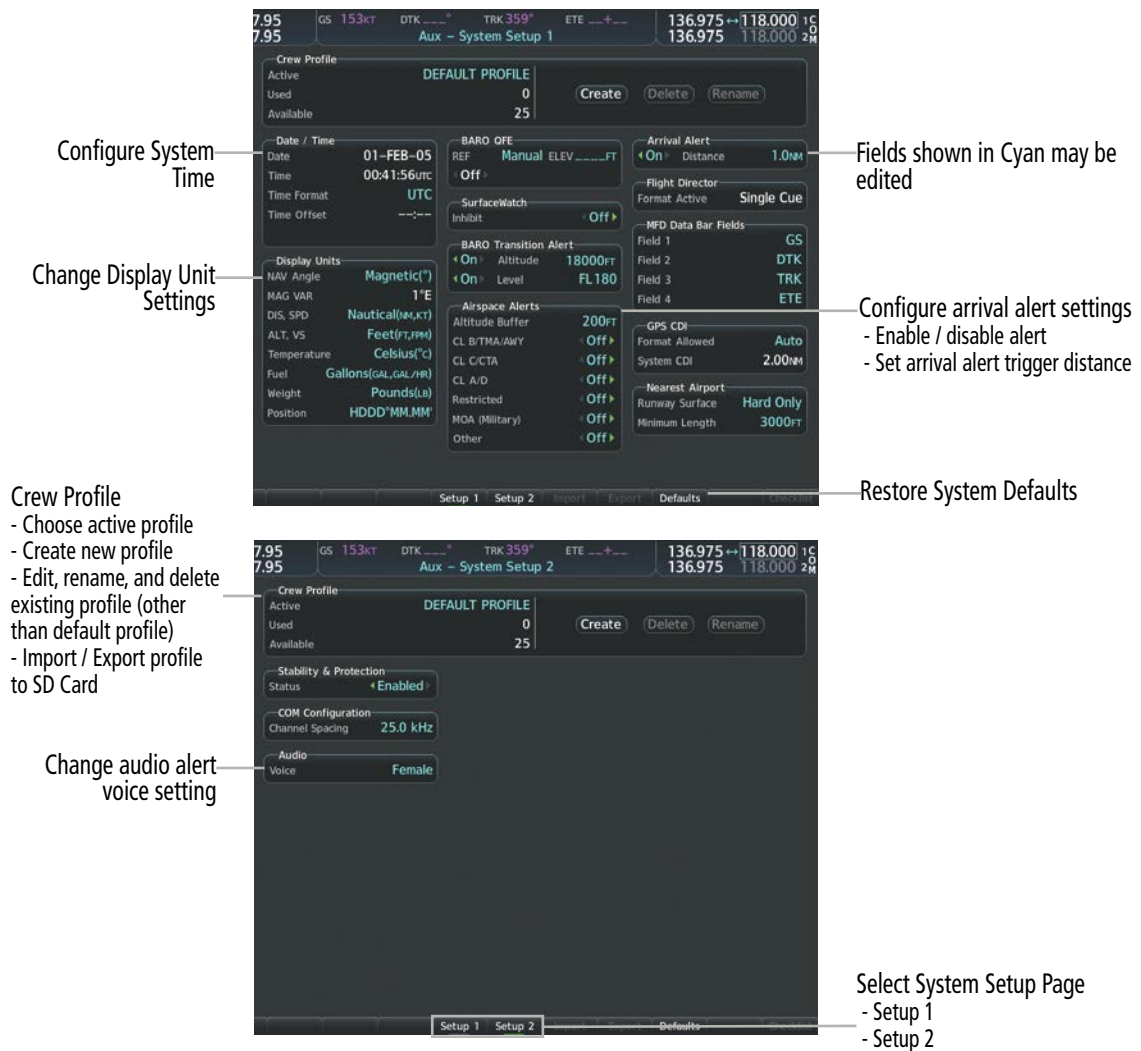 7.95 GS 153KT DTK ___° TRK 359° ETE __+__ 136.975 ↔ 118.000 1 C
7.95 Aux – System Setup 1 136.975 118.000 2 O M
Crew Profile
Active DEFAULT PROFILE
Used 0 Create Delete Rename
Available 25
Configure System
Time
Date / Time
Date 01–FEB–05
Time 00:41:56UTC
Time Format UTC
Time Offset --:--
Change Display Unit
Settings
Display Units
NAV Angle Magnetic(°)
MAG VAR 1°E
DIS, SPD Nautical(NM,KT)
ALT, VS Feet(FT,FPM)
Temperature Celsius(°C)
Fuel Gallons(GAL,GAL/HR)
Weight Pounds(LB)
Position HDDD°MM.MM'
BARO QFE
REF Manual ELEV ____FT
Off
SurfaceWatch
Inhibit Off
BARO Transition Alert
On Altitude 18000FT
On Level FL180
Airspace Alerts
Altitude Buffer 200FT
CL B/TMA/AWY Off
CL C/CTA Off
CL A/D Off
Restricted Off
MOA (Military) Off
Other Off
Arrival Alert
On Distance 1.0NM
Flight Director
Format Active Single Cue
MFD Data Bar Fields
Field 1 GS
Field 2 DTK
Field 3 TRK
Field 4 ETE
GPS CDI
Format Allowed Auto
System CDI 2.00NM
Nearest Airport
Runway Surface Hard Only
Minimum Length 3000FT
Fields shown in Cyan may be
edited
Configure arrival alert settings
- Enable / disable alert
- Set arrival alert trigger distance
Setup 1 Setup 2 Import Export Defaults Checklist
Restore System Defaults
Crew Profile
- Choose active profile
- Create new profile
- Edit, rename, and delete
existing profile (other
than default profile)
- Import / Export profile
to SD Card
7.95 GS 153KT DTK ___° TRK 359° ETE __+__ 136.975 ↔ 118.000 1 C
7.95 Aux – System Setup 2 136.975 118.000 2 O M
Crew Profile
Active DEFAULT PROFILE
Used 0 Create Delete Rename
Available 25
Stability & Protection
Status Enabled
COM Configuration
Channel Spacing 25.0 kHz
Audio
Voice Female
Change audio alert
voice setting
Setup 1 Setup 2 Import Export Defaults Checklist
Select System Setup Page
- Setup 1
- Setup 2